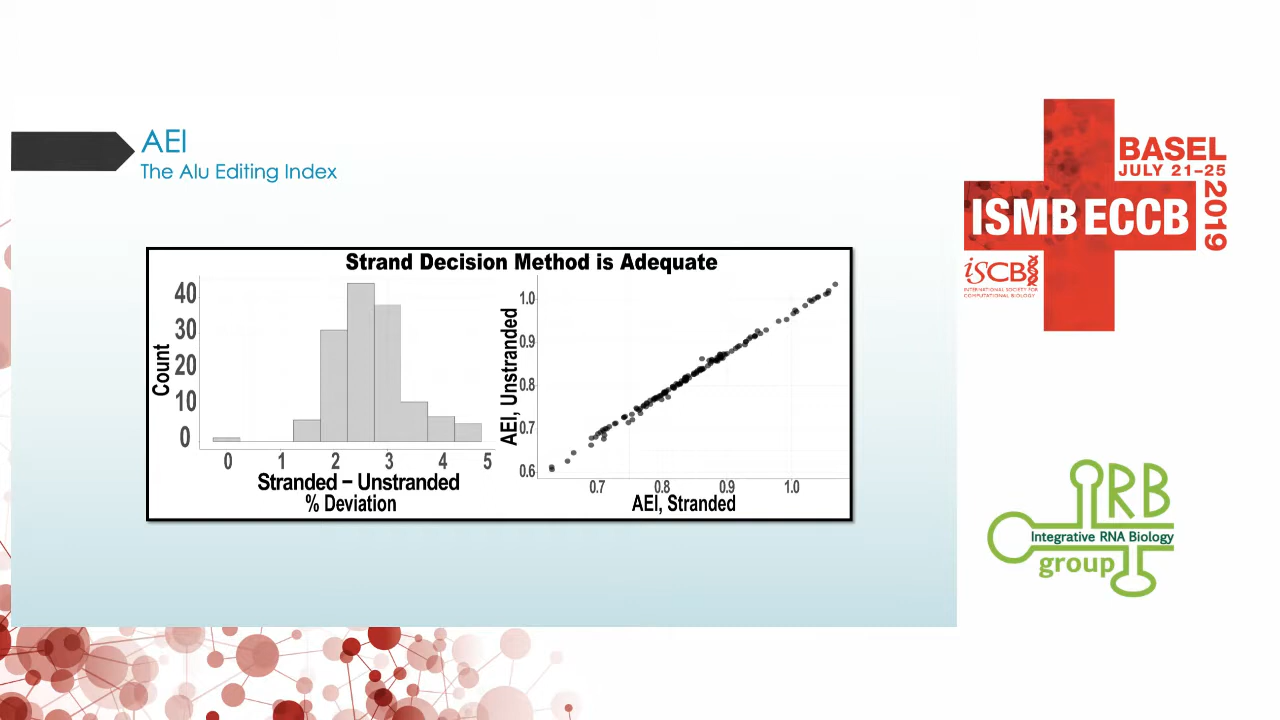 AEI
The Alu Editing Index
Strand Decision Method is Adequate
Count
40
30
20
10
0
0 1 2 3 4 5
Stranded – Unstranded
% Deviation
AEI, Unstranded
1.0
0.9
0.8
0.7
0.6
0.7 0.8 0.9 1.0
AEI, Stranded
BASEL
JULY 21–25
2019
ISMB ECCB
ISCB
INTERNATIONAL SOCIETY FOR
COMPUTATIONAL BIOLOGY
IRB
Integrative RNA Biology
group